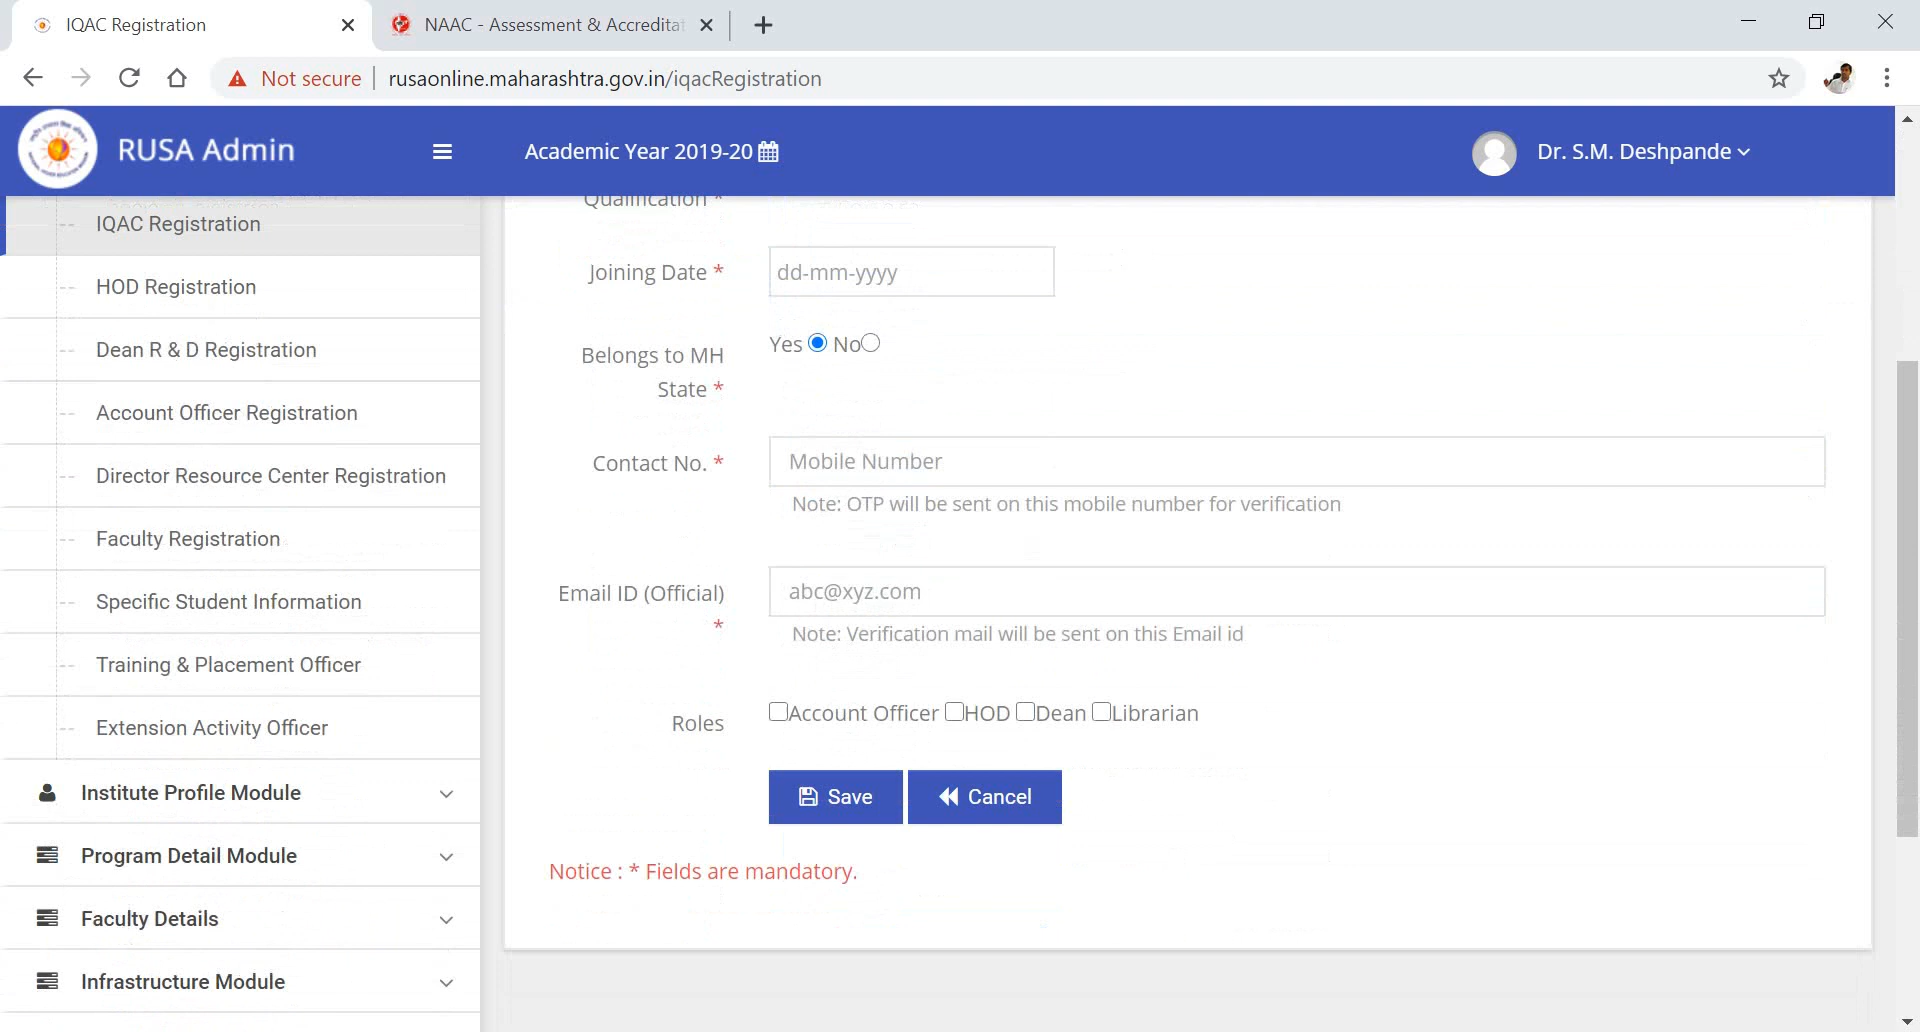 IQAC Registration
NAAC - Assessment & Accreditat
Not secure
rusaonline.maharashtra.gov.in/iqacRegistration
RUSA Admin
Academic Year 2019-20
Dr. S.M. Deshpande
IQAC Registration
HOD Registration
Dean R & D Registration
Account Officer Registration
Director Resource Center Registration
Faculty Registration
Specific Student Information
Training & Placement Officer
Extension Activity Officer
Institute Profile Module
Program Detail Module
Faculty Details
Infrastructure Module
Qualification *
Joining Date *
dd-mm-yyyy
Belongs to MH
State *
Yes No
Contact No. *
Mobile Number
Note: OTP will be sent on this mobile number for verification
Email ID (Official)
*
abc@xyz.com
Note: Verification mail will be sent on this Email id
Roles
Account Officer HOD Dean Librarian
Save
Cancel
Notice : * Fields are mandatory.